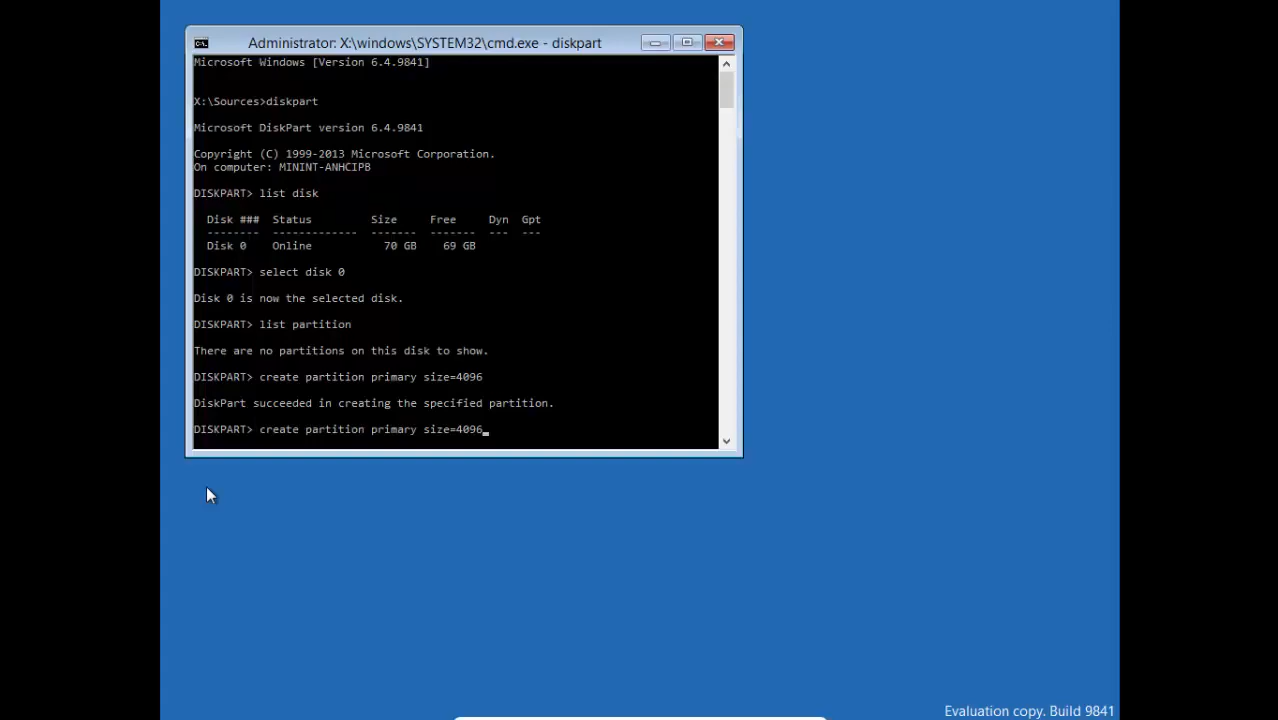 Administrator: X:\windows\SYSTEM32\cmd.exe - diskpart
Microsoft Windows [Version 6.4.9841]
X:\Sources>diskpart
Microsoft DiskPart version 6.4.9841
Copyright (C) 1999-2013 Microsoft Corporation.
On computer: MININT-ANHCIPB
DISKPART> list disk
Disk ### Status Size Free Dyn Gpt
-------- ------------- ------- ------- --- ---
Disk 0 Online 70 GB 69 GB
DISKPART> select disk 0
Disk 0 is now the selected disk.
DISKPART> list partition
There are no partitions on this disk to show.
DISKPART> create partition primary size=4096
DiskPart succeeded in creating the specified partition.
DISKPART> create partition primary size=4096_
Evaluation copy. Build 9841